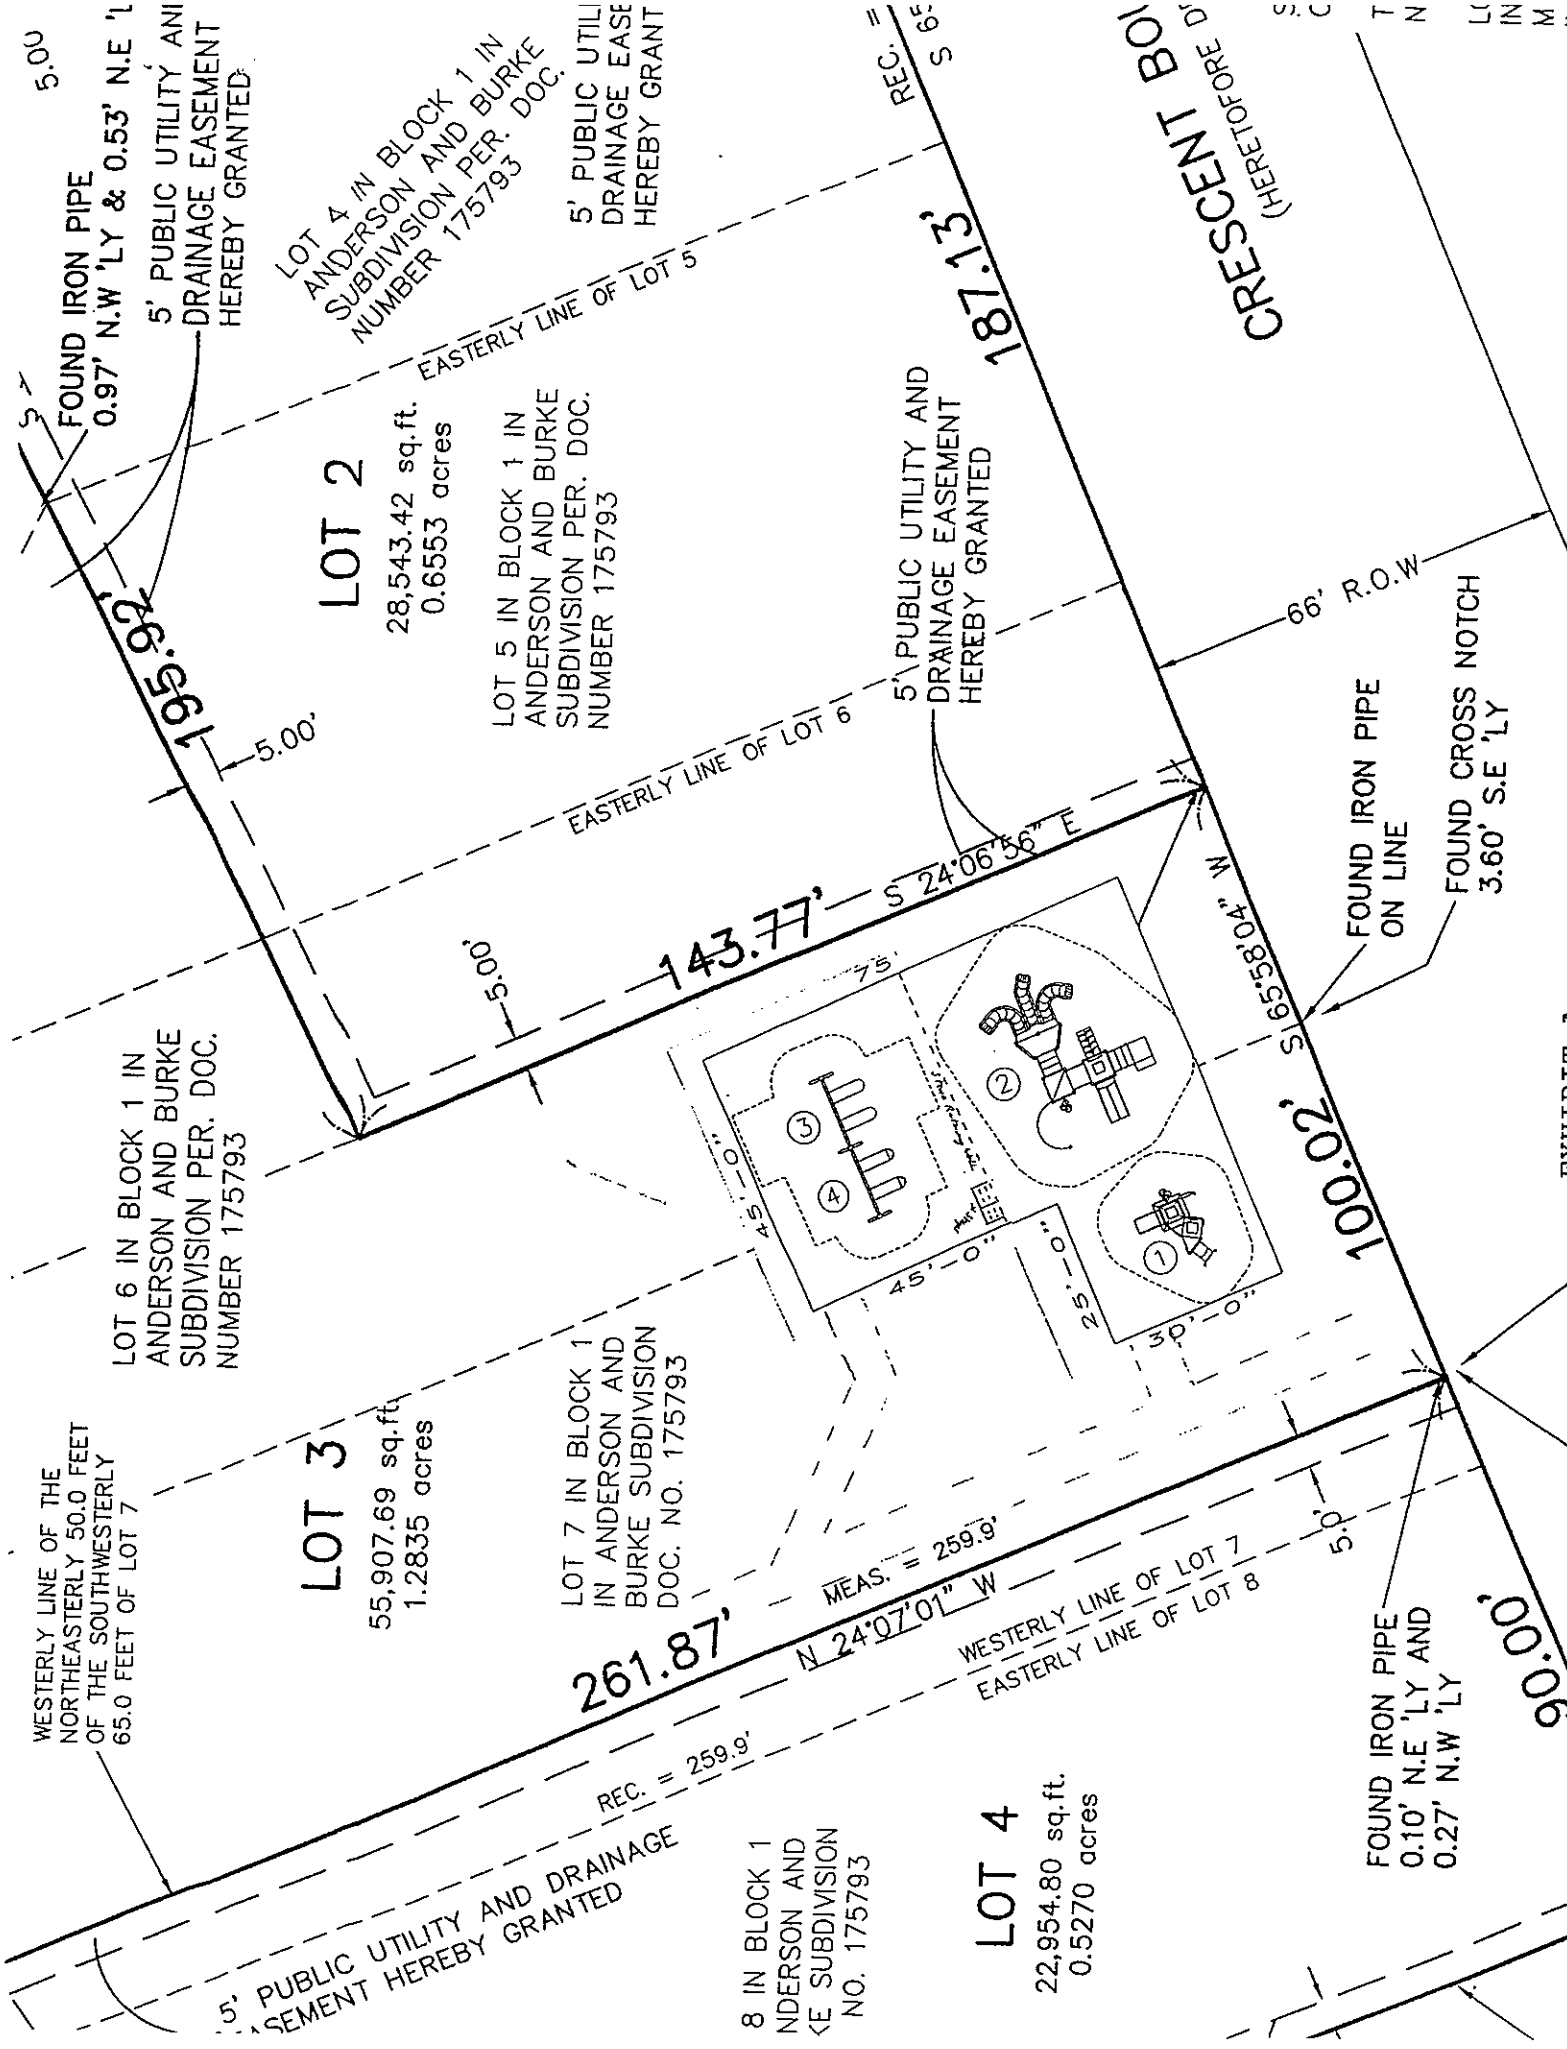 5.00
FOUND IRON PIPE
0.97' N.W 'LY & 0.53' N.E 'L
5' PUBLIC UTILITY AN
DRAINAGE EASEMENT
HEREBY GRANTED
LOT 4 IN BLOCK 1 IN
ANDERSON AND BURKE
SUBDIVISION PER. DOC.
NUMBER 175793
5' PUBLIC UTILI
DRAINAGE EASE
HEREBY GRANT
REC. =
S 65
CRESCENT BOU
(HERETOFORE D
195.92'
5.00'
LOT 2
28,543.42 sq.ft.
0.6553 acres
LOT 5 IN BLOCK 1 IN
ANDERSON AND BURKE
SUBDIVISION PER. DOC.
NUMBER 175793
EASTERLY LINE OF LOT 5
187.13'
EASTERLY LINE OF LOT 6
5' PUBLIC UTILITY AND
DRAINAGE EASEMENT
HEREBY GRANTED
66' R.O.W
LOT 6 IN BLOCK 1 IN
ANDERSON AND BURKE
SUBDIVISION PER. DOC.
NUMBER 175793
5.00'
143.77'
S 24°06'56" E
75'
S 65°58'04" W
100.02'
FOUND IRON PIPE
ON LINE
FOUND CROSS NOTCH
3.60' S.E 'LY
45'-0"
3
4
2
1
45'-0"
25'-0"
30'-0"
WESTERLY LINE OF THE
NORTHEASTERLY 50.0 FEET
OF THE SOUTHWESTERLY
65.0 FEET OF LOT 7
LOT 3
55,907.69 sq.ft.
1.2835 acres
LOT 7 IN BLOCK 1
IN ANDERSON AND
BURKE SUBDIVISION
DOC. NO. 175793
261.87'
MEAS. = 259.9'
N 24°07'01" W
REC. = 259.9'
WESTERLY LINE OF LOT 7
EASTERLY LINE OF LOT 8
5.0'
5' PUBLIC UTILITY AND DRAINAGE
EASEMENT HEREBY GRANTED
8 IN BLOCK 1
NDERSON AND
KE SUBDIVISION
NO. 175793
LOT 4
22,954.80 sq.ft.
0.5270 acres
FOUND IRON PIPE
0.10' N.E 'LY AND
0.27' N.W 'LY
90.00'